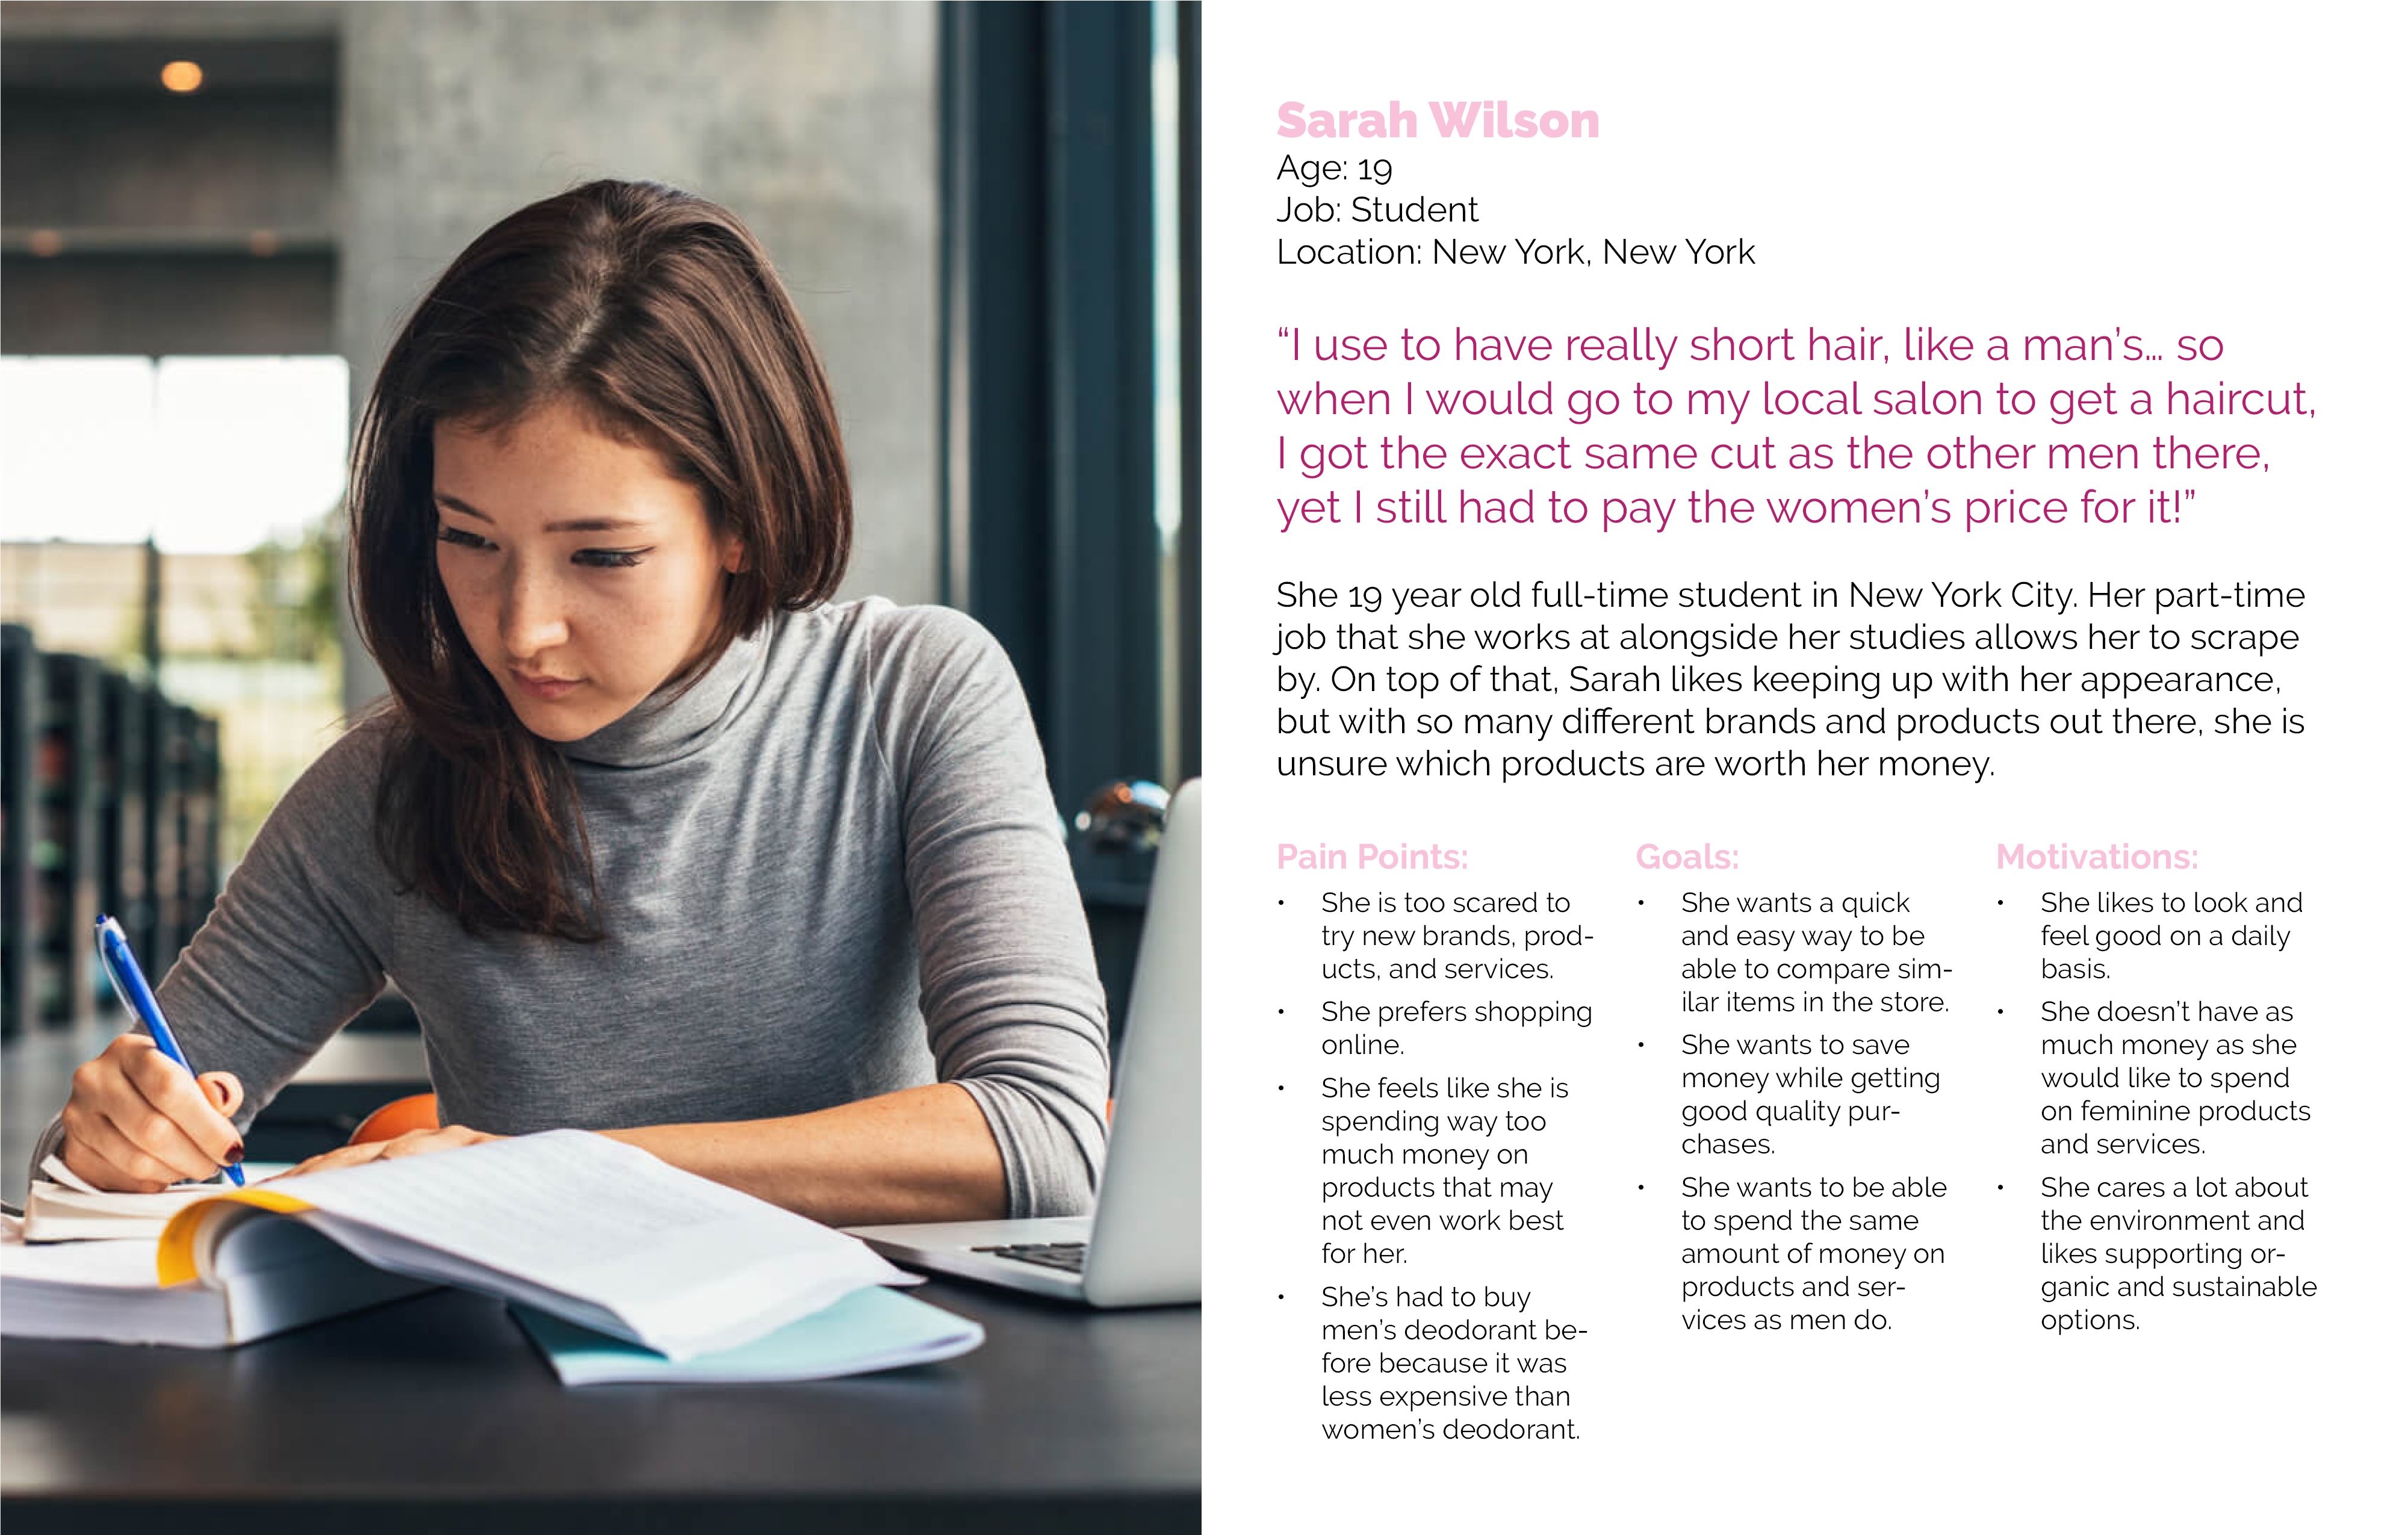 Sarah Wilson
Age: 19
Job: Student
Location: New York, New York
“I use to have really short hair, like a man’s... so
when I would go to my local salon to get a haircut,
I got the exact same cut as the other men there,
yet I still had to pay the women’s price for it!”
She 19 year old full-time student in New York City. Her part-time
job that she works at alongside her studies allows her to scrape
by. On top of that, Sarah likes keeping up with her appearance,
but with so many different brands and products out there, she is
unsure which products are worth her money.
Pain Points:
• She is too scared to
try new brands, prod-
ucts, and services.
• She prefers shopping
online.
• She feels like she is
spending way too
much money on
products that may
not even work best
for her.
• She’s had to buy
men’s deodorant be-
fore because it was
less expensive than
women’s deodorant.
Goals:
• She wants a quick
and easy way to be
able to compare sim-
ilar items in the store.
• She wants to save
money while getting
good quality pur-
chases.
• She wants to be able
to spend the same
amount of money on
products and ser-
vices as men do.
Motivations:
• She likes to look and
feel good on a daily
basis.
• She doesn’t have as
much money as she
would like to spend
on feminine products
and services.
• She cares a lot about
the environment and
likes supporting or-
ganic and sustainable
options.